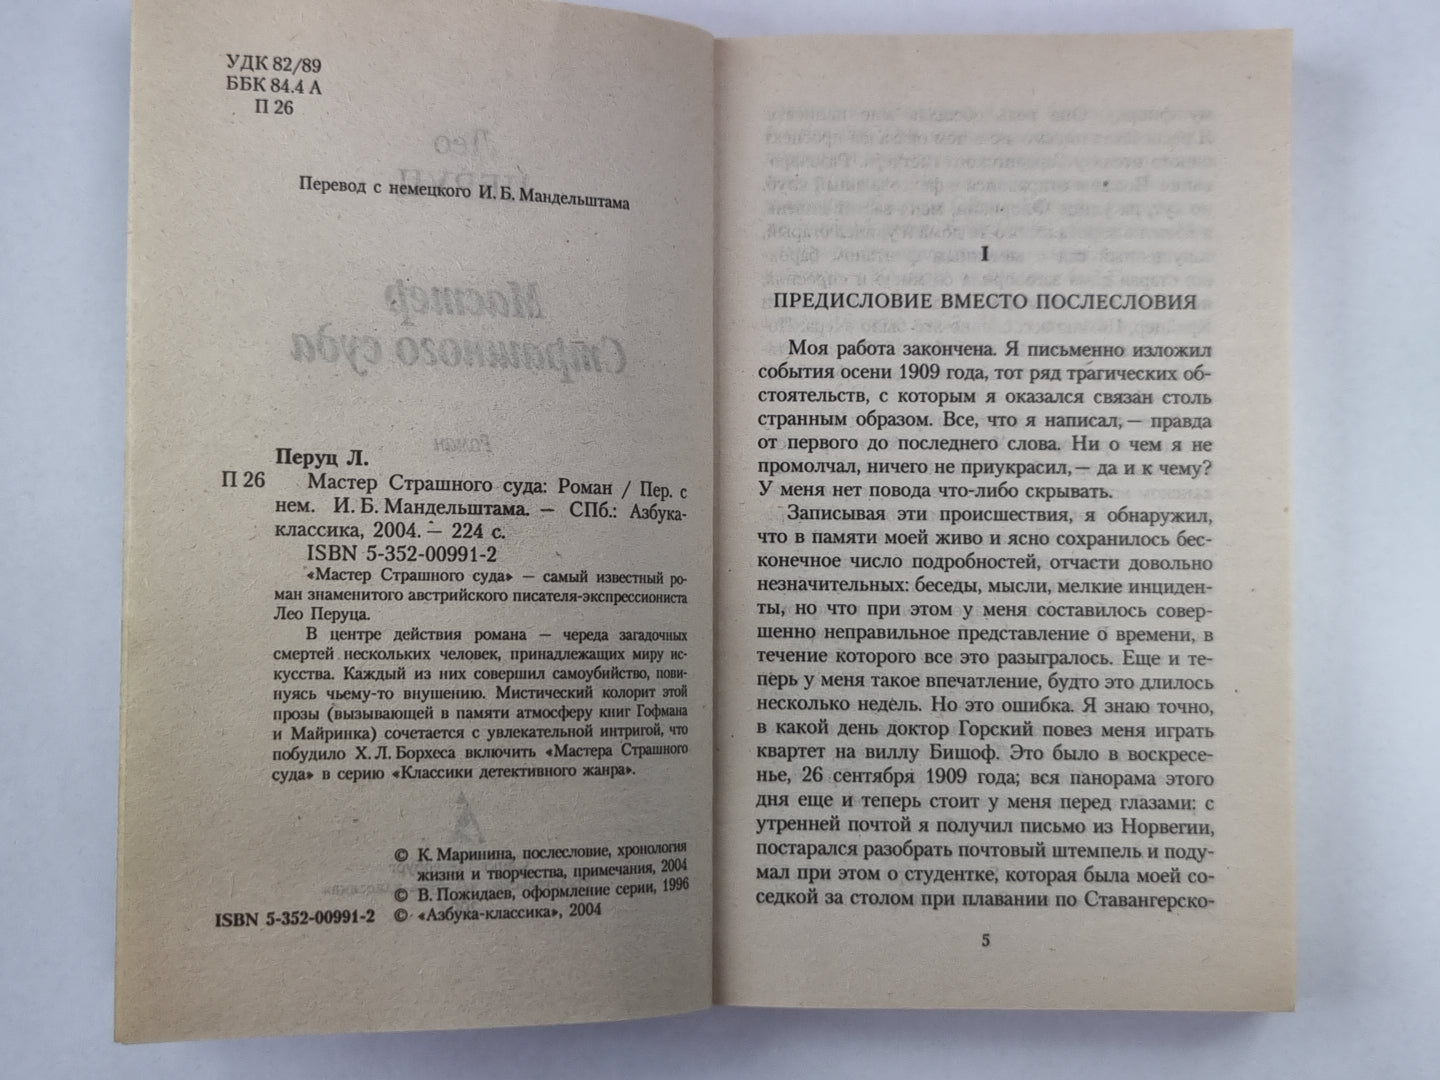 УДК 82/89
ББК 84.4 А
П 26
Перевод с немецкого И. Б. Мандельштама
Перуц Л.
П 26 Мастер Страшного суда: Роман / Пер. с
нем. И. Б. Мандельштама. — СПб.: Азбука-
классика, 2004. — 224 с.
ISBN 5-352-00991-2
«Мастер Страшного суда» — самый известный ро-
ман знаменитого австрийского писателя-экспрессиониста
Лео Перуца.
В центре действия романа — череда загадочных
смертей нескольких человек, принадлежащих миру ис-
кусства. Каждый из них совершил самоубийство, пови-
нуясь чьему-то внушению. Мистический колорит этой
прозы (вызывающей в памяти атмосферу книг Гофмана
и Майринка) сочетается с увлекательной интригой, что
побудило Х. Л. Борхеса включить «Мастера Страшного
суда» в серию «Классики детективного жанра».
© К. Маринина, послесловие, хронология
жизни и творчества, примечания, 2004
© В. Пожидаев, оформление серии, 1996
ISBN 5-352-00991-2 © «Азбука-классика», 2004
I
ПРЕДИСЛОВИЕ ВМЕСТО ПОСЛЕСЛОВИЯ
Моя работа закончена. Я письменно изложил
события осени 1909 года, тот ряд трагических об-
стоятельств, с которым я оказался связан столь
странным образом. Все, что я написал, — правда
от первого до последнего слова. Ни о чем я не
промолчал, ничего не приукрасил, — да и к чему?
У меня нет повода что-либо скрывать.
Записывая эти происшествия, я обнаружил,
что в памяти моей живо и ясно сохранилось бес-
конечное число подробностей, отчасти довольно
незначительных: беседы, мысли, мелкие инциден-
ты, но что при этом у меня составилось совер-
шенно неправильное представление о времени, в
течение которого все это разыгралось. Еще и те-
перь у меня такое впечатление, будто это длилось
несколько недель. Но это ошибка. Я знаю точно,
в какой день доктор Горский повез меня играть
квартет на виллу Бишоф. Это было в воскресе-
нье, 26 сентября 1909 года; вся панорама этого
дня еще и теперь стоит у меня перед глазами: с
утренней почтой я получил письмо из Норвегии,
постарался разобрать почтовый штемпель и поду-
мал при этом о студентке, которая была моей со-
седкой за столом при плавании по Ставангерско-
5